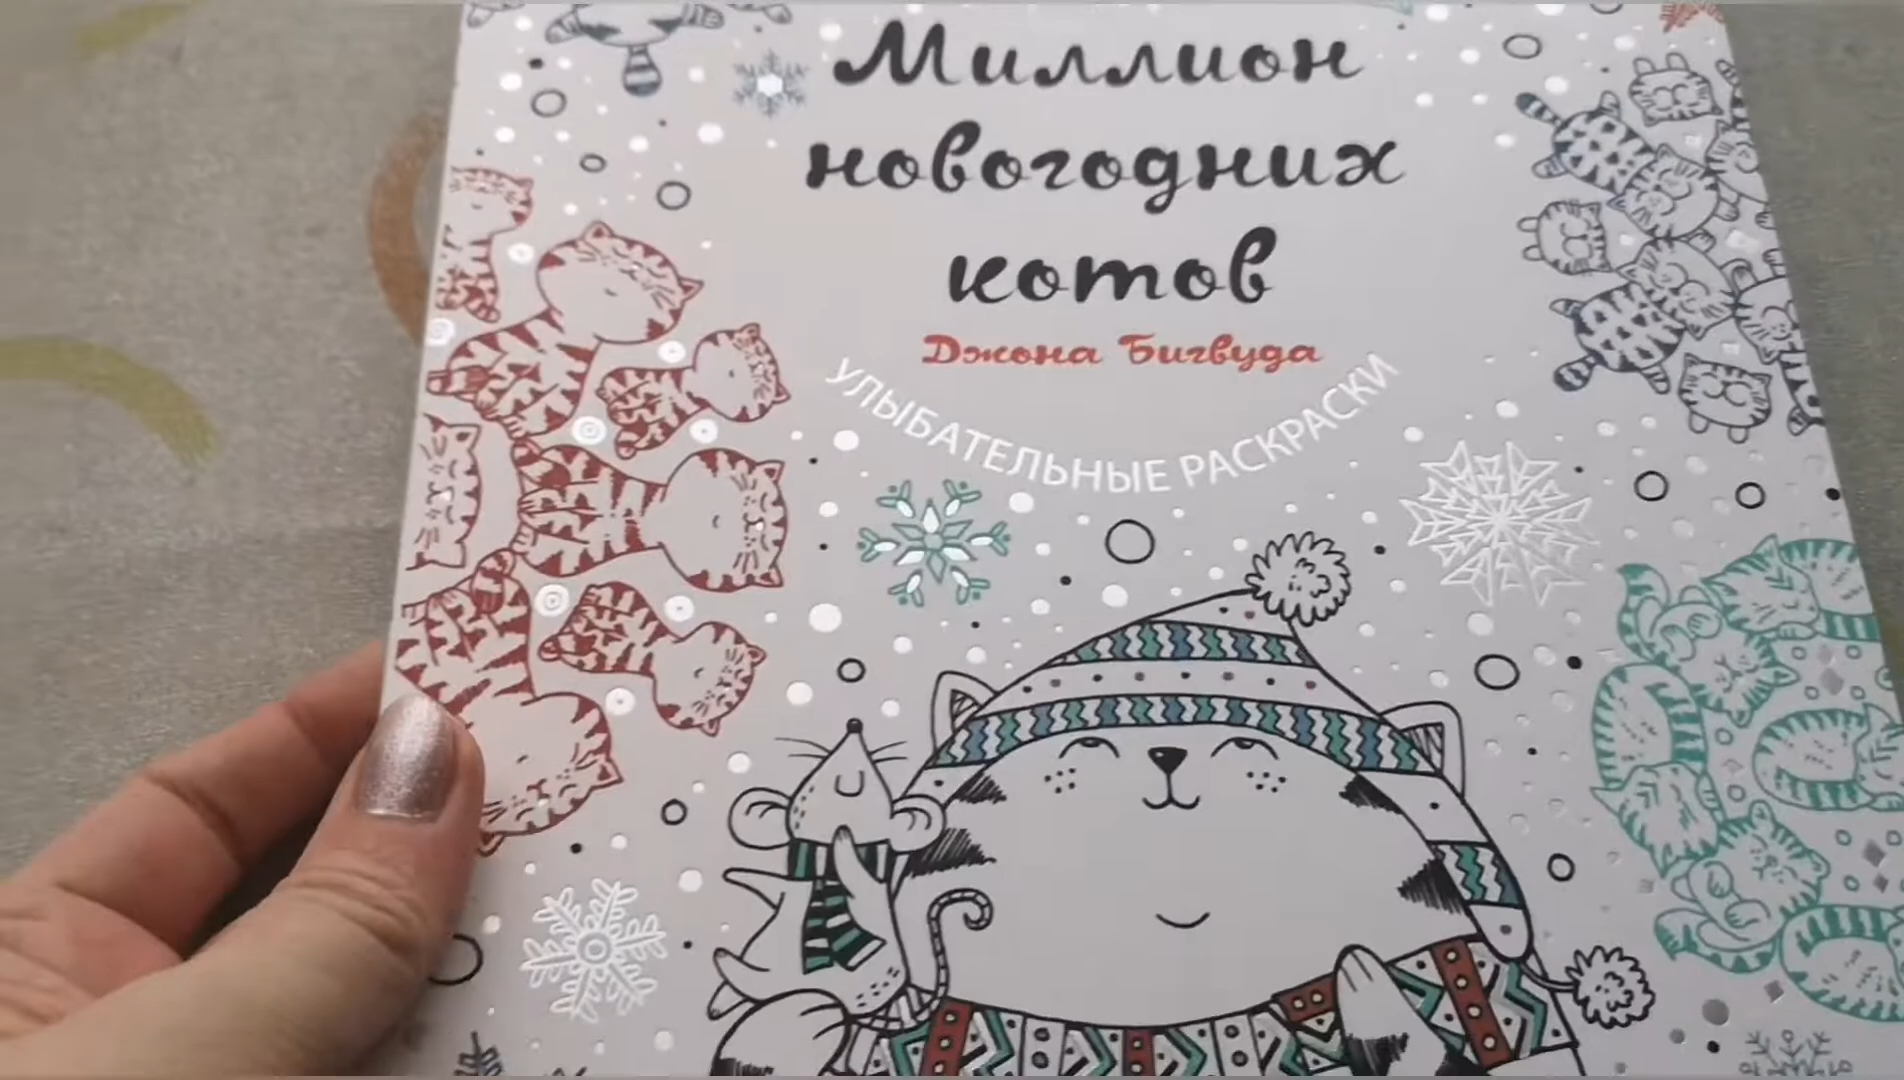 Миллион
новогодних
котов
Джона Бигвуда
УЛЫБАТЕЛЬНЫЕ РАСКРАСКИ